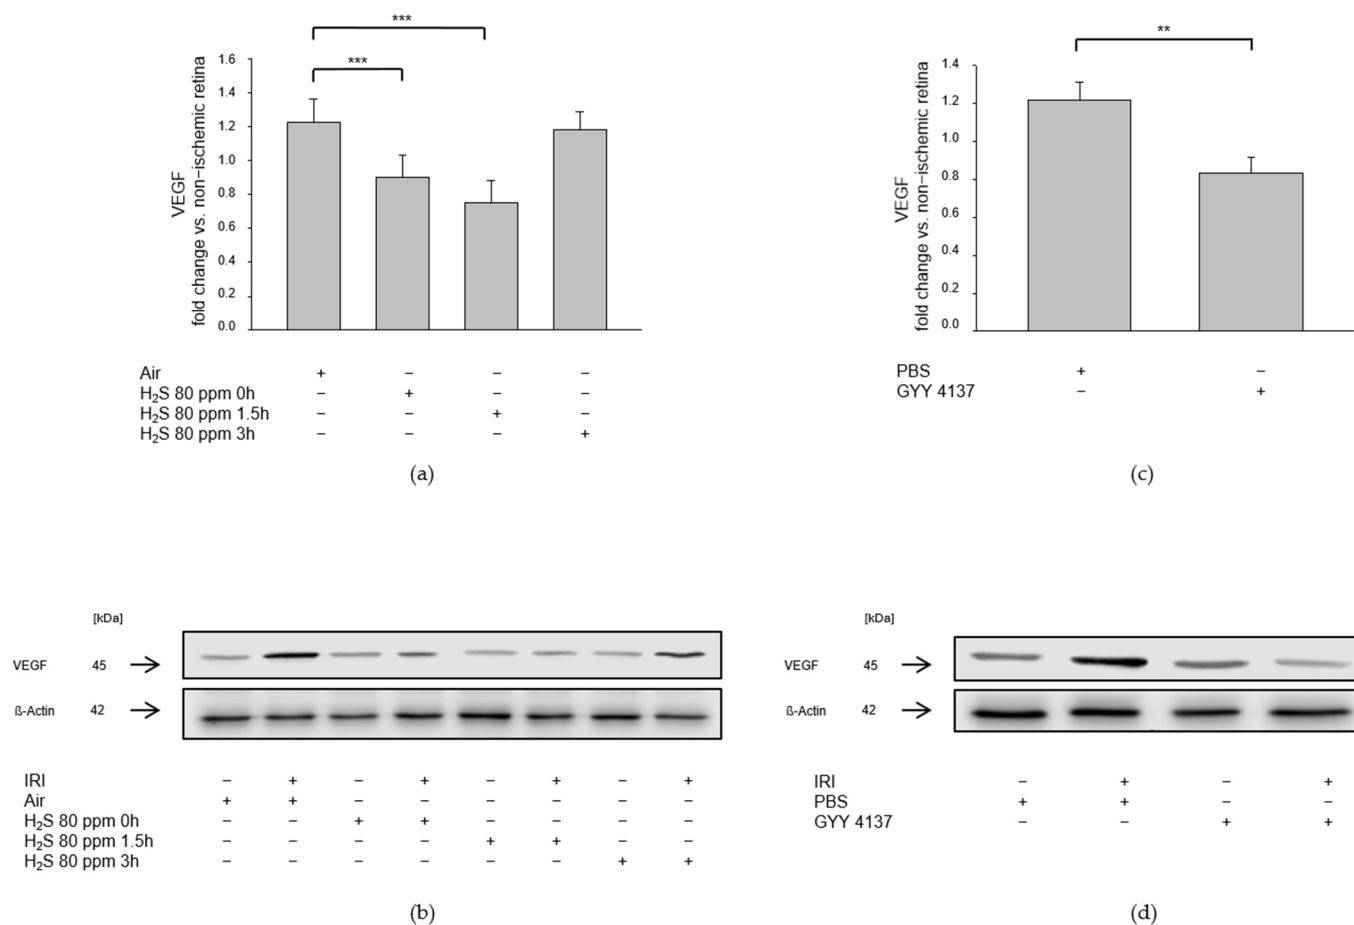 ***
***
1.6
1.4
1.2
1.0
0.8
0.6
0.4
0.2
0.0
VEGF
fold change vs. non−ischemic retina
Air + − − −
H₂S 80 ppm 0h − + − −
H₂S 80 ppm 1.5h − − + −
H₂S 80 ppm 3h − − − +
(a)
**
1.4
1.2
1.0
0.8
0.6
0.4
0.2
0.0
VEGF
fold change vs. non−ischemic retina
PBS + −
GYY 4137 − +
(c)
[kDa]
VEGF 45
ß-Actin 42
IRI − + − + − + − +
Air + + − − − − − −
H₂S 80 ppm 0h − − + + − − − −
H₂S 80 ppm 1.5h − − − − + + − −
H₂S 80 ppm 3h − − − − − − + +
(b)
[kDa]
VEGF 45
ß-Actin 42
IRI − + − +
PBS + + − −
GYY 4137 − − + +
(d)